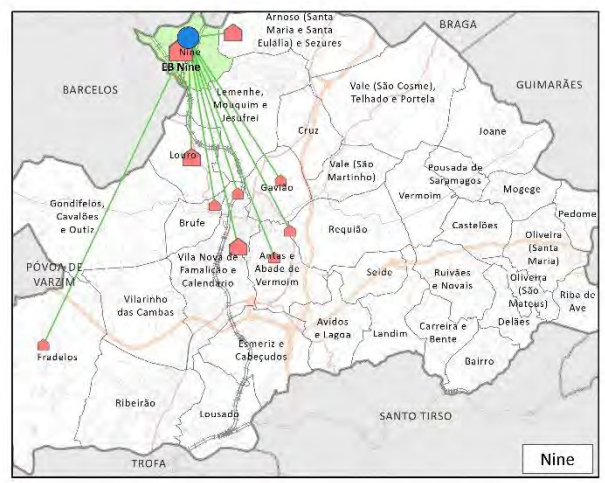 Arnoso (Santa
Maria e Santa
Eulália) e Sezures
BRAGA
Nine
EB Nine
BARCELOS
GUIMARÃES
Lemenhe,
Mouquim e
Jesufrei
Vale (São Cosme),
Telhado e Portela
Cruz
Joane
Louro
Vale (São
Martinho)
Pousada de
Saramagos
Gavião
Vermoim
Mogege
Gondifelos,
Cavalões
e Outiz
Brufe
Requião
Castelões
Pedome
Oliveira
(Santa
Maria)
PÓVOA DE
VARZIM
Vila Nova de
Famalicão e
Calendário
Antas e
Abade de
Vermoim
Seide
Ruivães
e Novais
Oliveira
(São
Mateus)
Riba de
Ave
Vilarinho
das Cambas
Avidos
e Lagoa
Landim
Carreira e
Bente
Delães
Fradelos
Esmeriz e
Cabeçudos
Bairro
Ribeirão
Lousado
SANTO TIRSO
TROFA
Nine